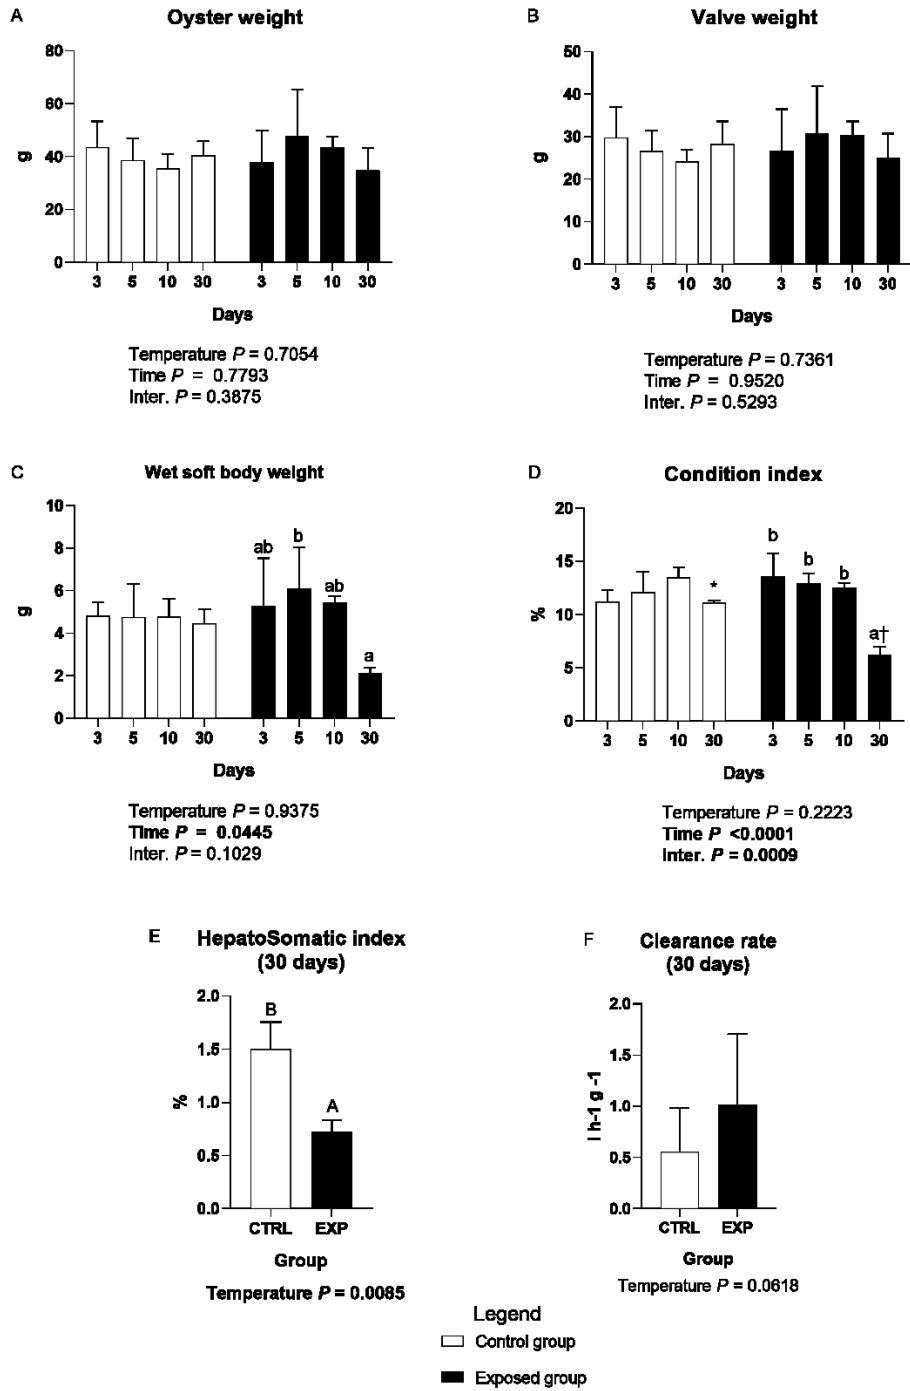 A Oyster weight
80
60
40
20
0
g
3 5 10 30 3 5 10 30
Days
Temperature P = 0.7054
Time P = 0.7793
Inter. P = 0.3875
B Valve weight
50
40
30
20
10
0
g
3 5 10 30 3 5 10 30
Days
Temperature P = 0.7361
Time P = 0.9520
Inter. P = 0.5293
C Wet soft body weight
10
8
6
4
2
0
g
ab b ab a
3 5 10 30 3 5 10 30
Days
Temperature P = 0.9375
Time P = 0.0445
Inter. P = 0.1029
D Condition index
20
15
10
5
0
%
* b b b a†
3 5 10 30 3 5 10 30
Days
Temperature P = 0.2223
Time P <0.0001
Inter. P = 0.0009
E HepatoSomatic index
(30 days)
2.0
1.5
1.0
0.5
0.0
%
B A
CTRL EXP
Group
Temperature P = 0.0085
F Clearance rate
(30 days)
2.0
1.5
1.0
0.5
0.0
l h-1 g -1
CTRL EXP
Group
Temperature P = 0.0618
Legend
Control group
Exposed group